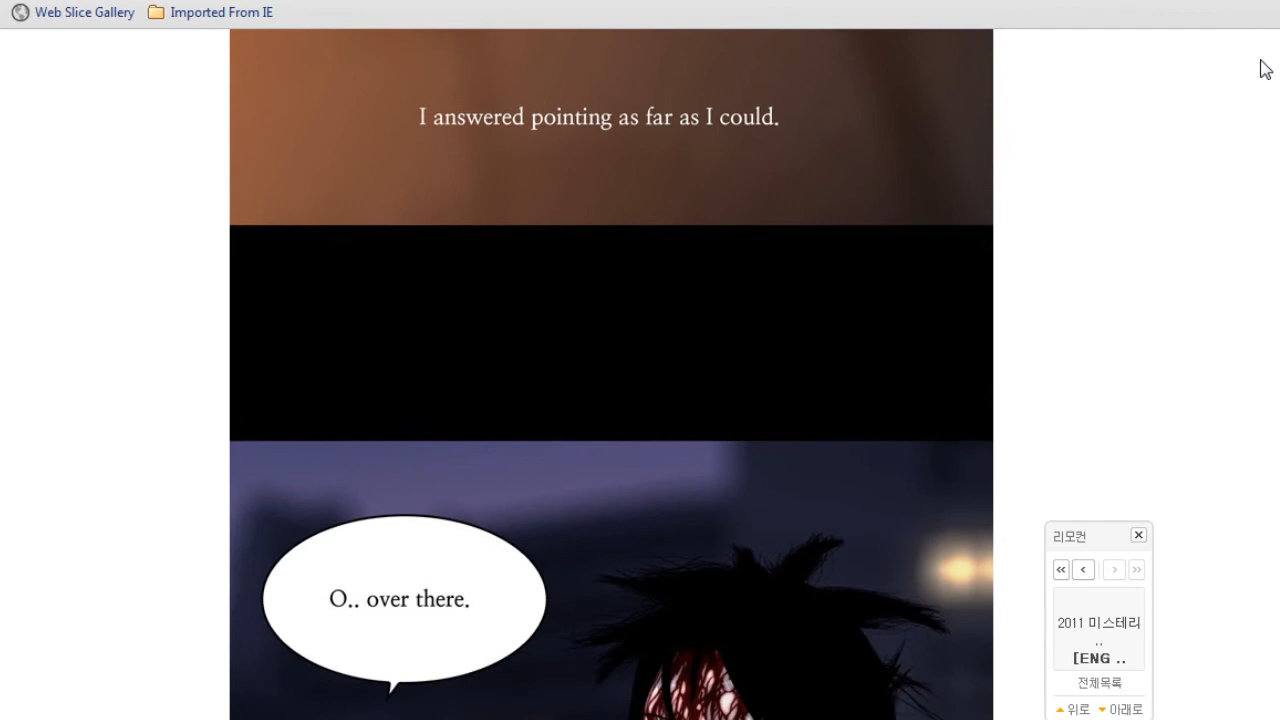 Web Slice Gallery
Imported From IE
I answered pointing as far as I could.
O.. over there.
리모컨
2011 미스테리
..
[ENG ..
전체목록
위로
아래로